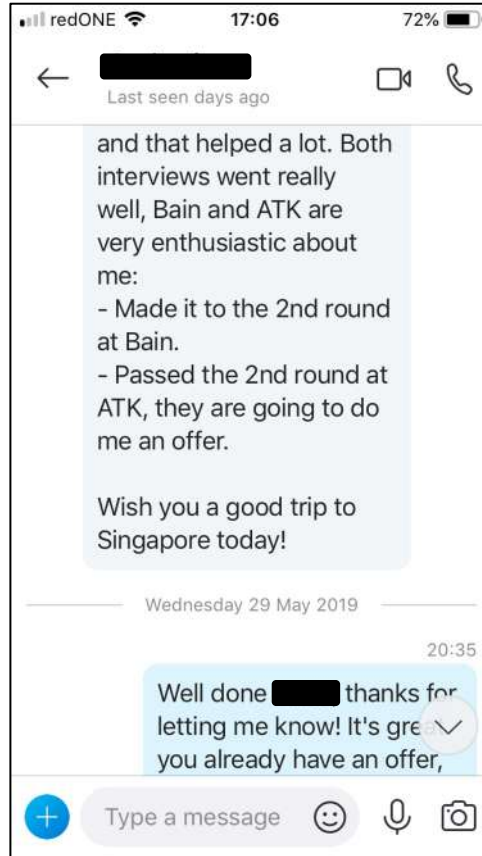 redONE 17:06 72%
Last seen days ago
and that helped a lot. Both
interviews went really
well, Bain and ATK are
very enthusiastic about
me:
- Made it to the 2nd round
at Bain.
- Passed the 2nd round at
ATK, they are going to do
me an offer.
Wish you a good trip to
Singapore today!
Wednesday 29 May 2019
20:35
Well done thanks for
letting me know! It's
you already have an offer,
Type a message